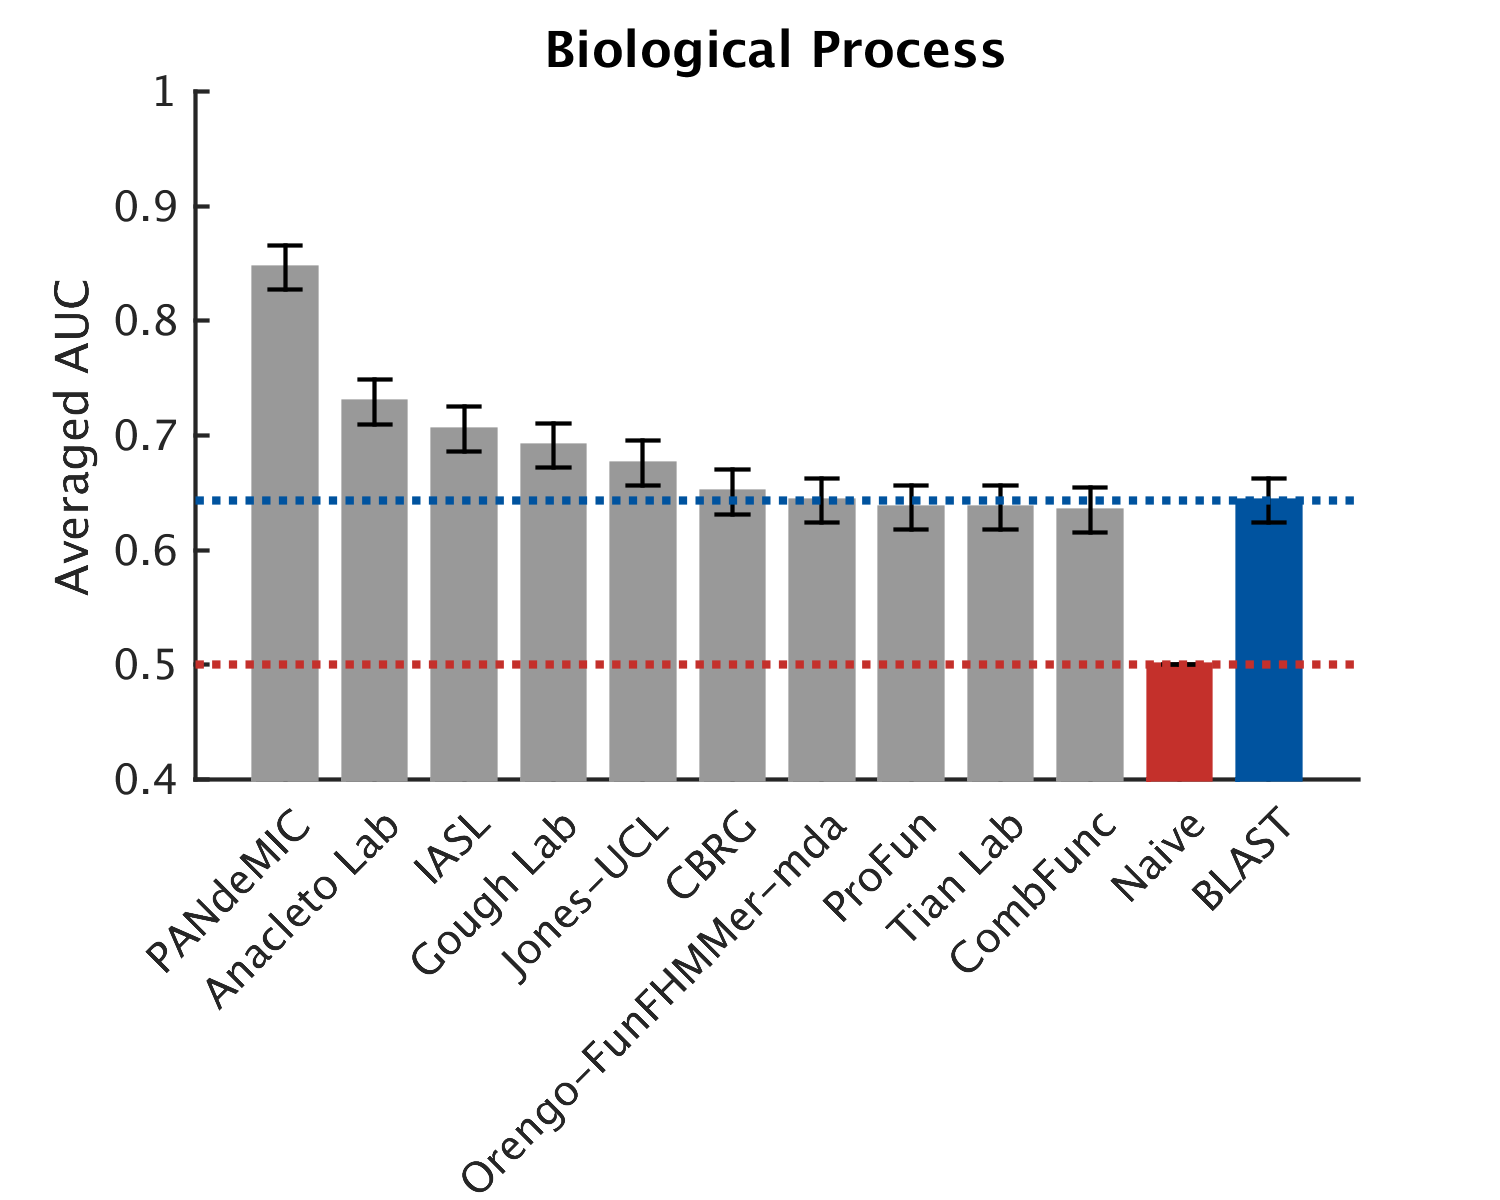 Biological Process
Averaged AUC
1
0.9
0.8
0.7
0.6
0.5
0.4
PANdeMIC
Anacleto Lab
IASL
Gough Lab
Jones−UCL
CBRG
Orengo−FunFHMMer−mda
ProFun
Tian Lab
CombFunc
Naive
BLAST